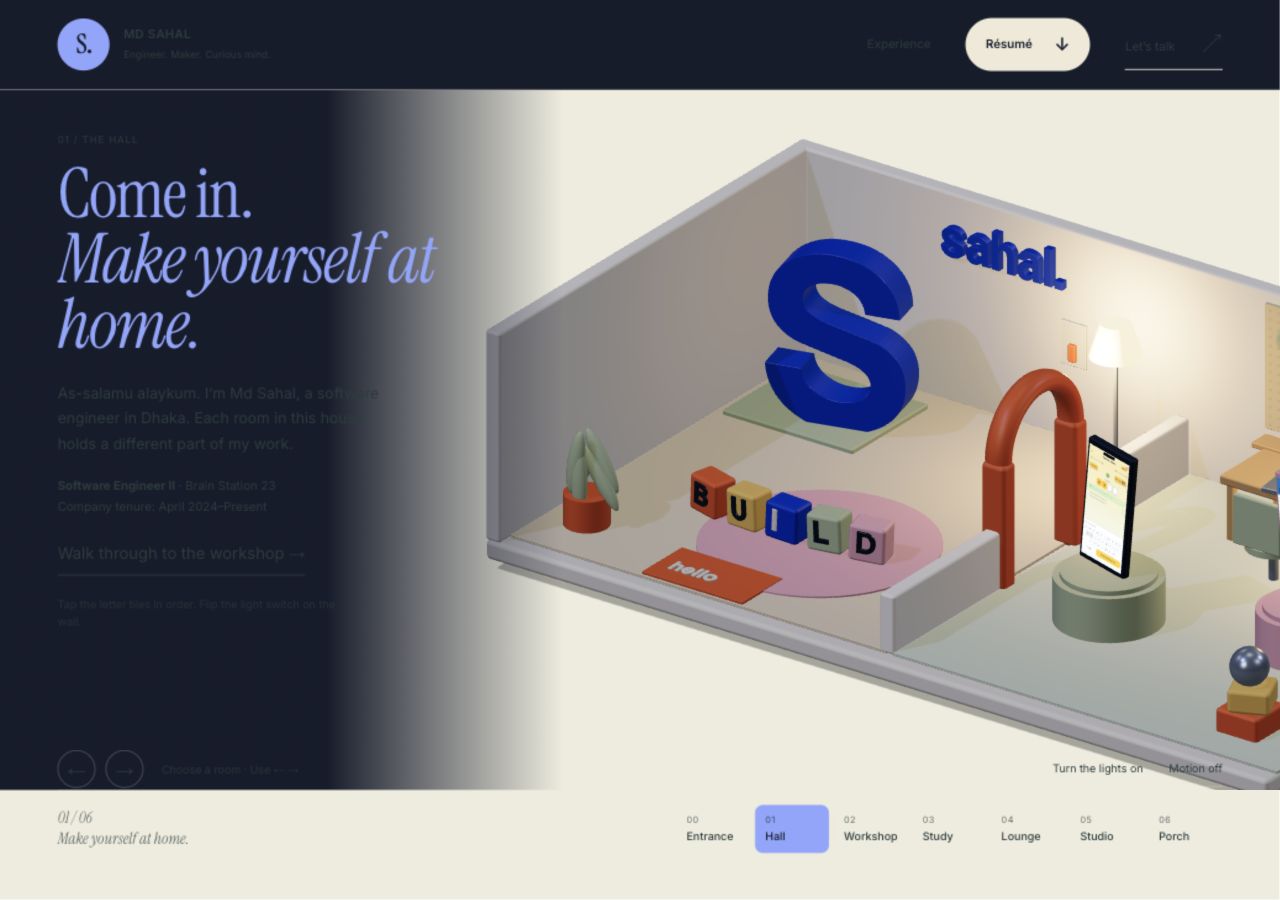 S.
MD SAHAL
Engineer. Maker. Curious mind.
Experience
Résumé ↓
Let's talk
01 / THE HALL
Come in.
Make yourself at
home.
As-salamu alaykum. I'm Md Sahal, a software
engineer in Dhaka. Each room in this house
holds a different part of my work.
Software Engineer II · Brain Station 23
Company tenure: April 2024–Present
Walk through to the workshop →
Tap the letter tiles in order. Flip the light switch on the
wall.
S
sahal.
BUILD
hello
← → Choose a room · Use ← →
Turn the lights on
Motion off
01 / 06
Make yourself at home.
00
Entrance
01
Hall
02
Workshop
03
Study
04
Lounge
05
Studio
06
Porch